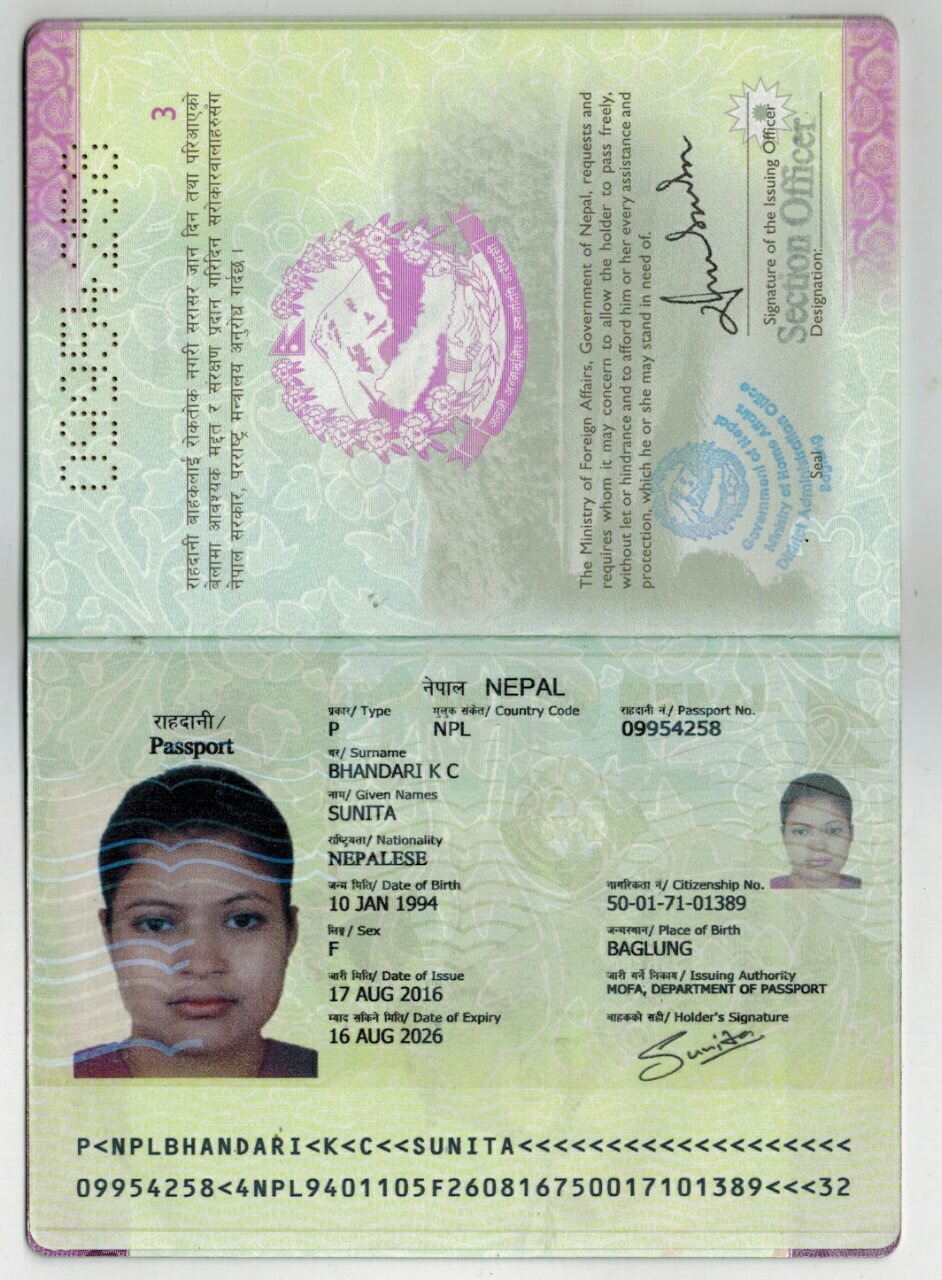 09954258
3
राहदानी बाहकलाई रोकतोक नगरी सरासर जान दिन तथा परिआएको
बेलामा आवश्यक मद्दत र संरक्षण प्रदान गरिदिन सरोकारवालाहरुसँग
नेपाल सरकार, परराष्ट्र मन्त्रालय अनुरोध गर्दछ।
The Ministry of Foreign Affairs, Government of Nepal, requests and
requires whom it may concern to allow the holder to pass freely,
without let or hindrance and to afford him or her every assistance and
protection, which he or she may stand in need of.
Signature of the Issuing Officer
Section Officer
Designation:
Seal
Government of Nepal
Ministry of Home Affairs
District Administration Office
नेपाल NEPAL
राहदानी/
Passport
प्रकार/ Type
मुलुक संकेत/ Country Code
राहदानी नं./ Passport No.
P
NPL
09954258
थर/ Surname
BHANDARI K C
नाम/ Given Names
SUNITA
राष्ट्रियता/ Nationality
NEPALESE
जन्म मिति/ Date of Birth
नागरिकता नं/ Citizenship No.
10 JAN 1994
50-01-71-01389
लिङ्ग/ Sex
जन्मस्थान/ Place of Birth
F
BAGLUNG
जारी मिति/ Date of Issue
जारी गर्ने निकाय/ Issuing Authority
17 AUG 2016
MOFA, DEPARTMENT OF PASSPORT
म्याद सकिने मिति/ Date of Expiry
बाहकको सही/ Holder's Signature
16 AUG 2026
Sunita
P<NPLBHANDARI<K<C<<SUNITA<<<<<<<<<<<<<<<<<<<
09954258<4NPL9401105F260816750017101389<<<32